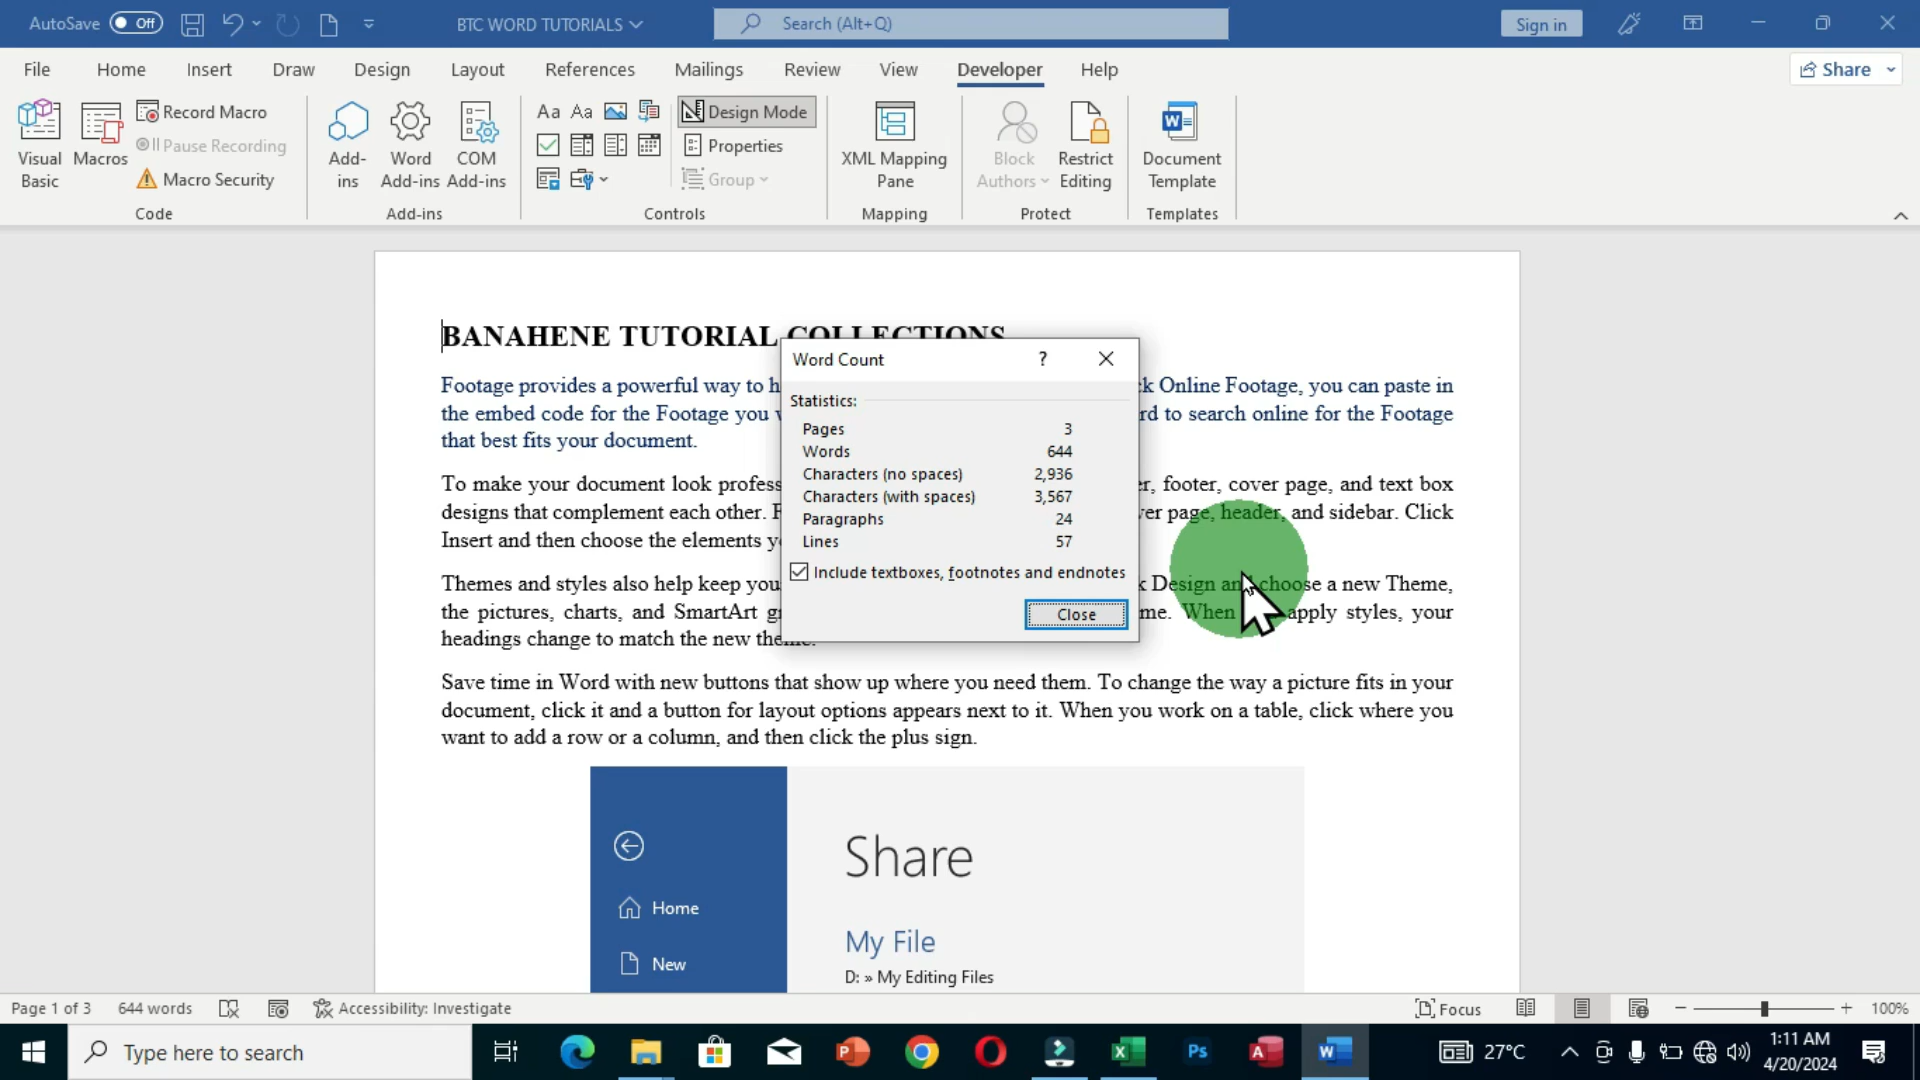 AutoSave Off
BTC WORD TUTORIALS
Search (Alt+Q)
Sign in
File Home Insert Draw Design Layout References Mailings Review View Developer Help Share
Visual Basic
Macros
Record Macro
Pause Recording
Macro Security
Code
Add-ins
Word Add-ins
COM Add-ins
Add-ins
Aa Aa
Design Mode
Properties
Group
Controls
XML Mapping Pane
Mapping
Block Authors
Restrict Editing
Protect
Document Template
Templates
BANAHENE TUTORIAL COLLECTIONS
Footage provides a powerful way to Online Footage, you can paste in
the embed code for the Footage you to search online for the Footage
that best fits your document.
To make your document look footer, cover page, and text box
designs that complement each other. page, header, and sidebar. Click
Insert and then choose the elements
Themes and styles also help keep Design and choose a new Theme,
the pictures, charts, and SmartArt When apply styles, your
headings change to match the new
Save time in Word with new buttons that show up where you need them. To change the way a picture fits in your
document, click it and a button for layout options appears next to it. When you work on a table, click where you
want to add a row or a column, and then click the plus sign.
Word Count ?
Statistics:
Pages 3
Words 644
Characters (no spaces) 2,936
Characters (with spaces) 3,567
Paragraphs 24
Lines 57
Include textboxes, footnotes and endnotes
Close
Share
Home
My File
New
D: » My Editing Files
Page 1 of 3 644 words Accessibility: Investigate Focus 100%
Type here to search
27°C
1:11 AM
4/20/2024